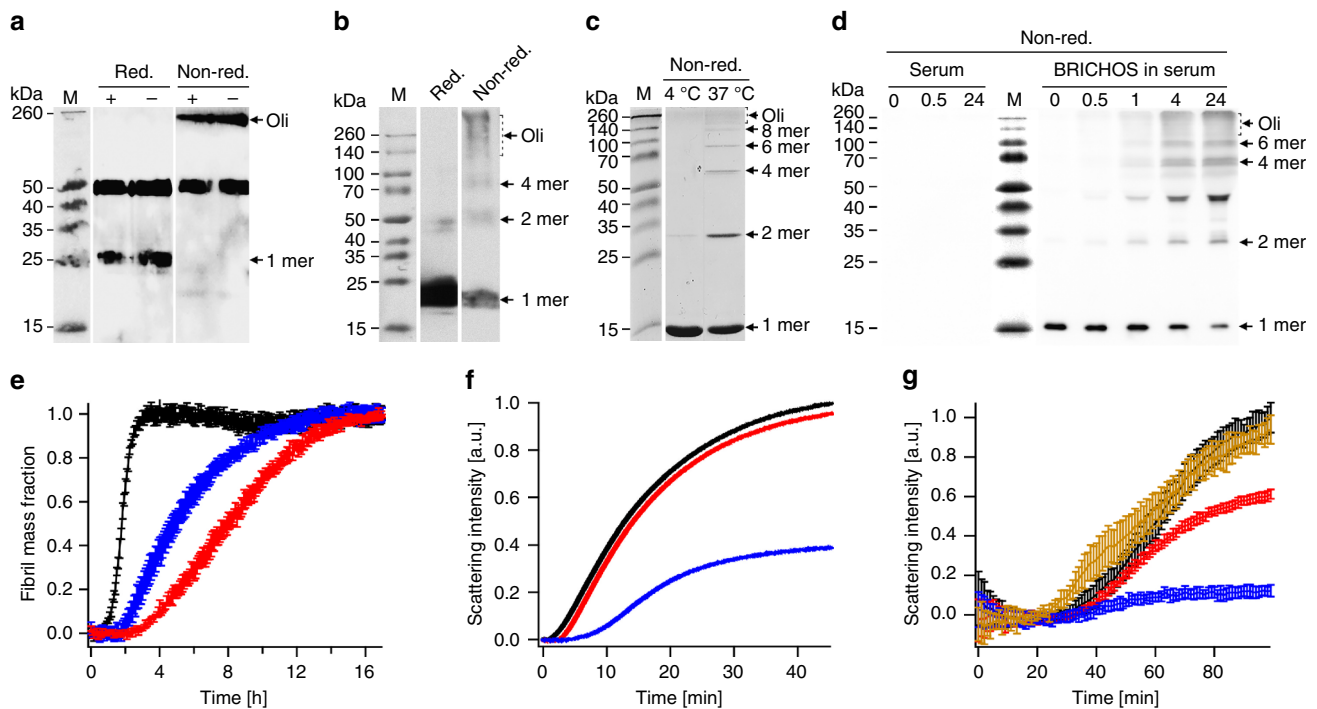 a
Red. Non-red.
kDa M + − + −
260
50
40
35
25
15
Oli
1 mer
b
kDa M Red. Non-red.
260
140
100
70
50
40
35
25
15
Oli
4 mer
2 mer
1 mer
c
Non-red.
kDa M 4 °C 37 °C
260
140
100
70
50
35
25
15
Oli
8 mer
6 mer
4 mer
2 mer
1 mer
d
Non-red.
Serum BRICHOS in serum
kDa 0 0.5 24 M 0 0.5 1 4 24
260
140
100
70
50
40
35
25
15
Oli
6 mer
4 mer
2 mer
1 mer
e
Fibril mass fraction
1.0
0.8
0.6
0.4
0.2
0.0
0 4 8 12 16
Time [h]
f
Scattering intensity [a.u.]
1.0
0.8
0.6
0.4
0.2
0.0
0 10 20 30 40
Time [min]
g
Scattering intensity [a.u.]
1.0
0.8
0.6
0.4
0.2
0.0
0 20 40 60 80
Time [min]